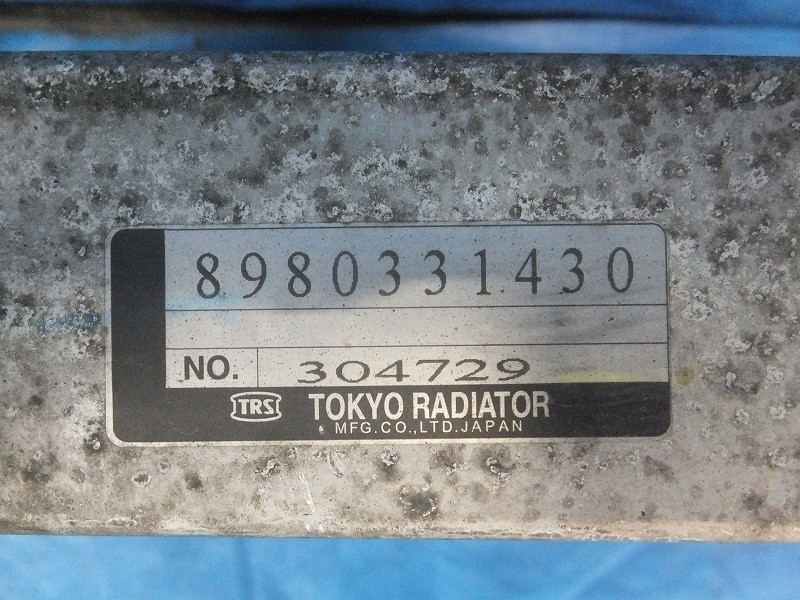 8980331430
NO. 304729
TRS TOKYO RADIATOR
MFG.CO.,LTD.JAPAN